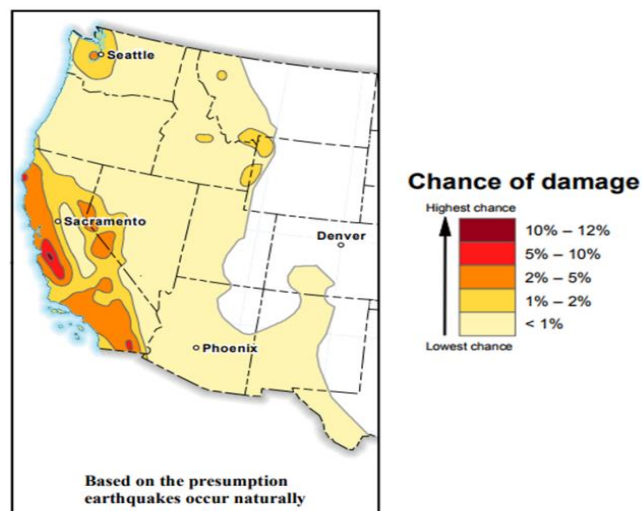 Seattle
Sacramento
Denver
Phoenix
Based on the presumption
earthquakes occur naturally
Chance of damage
Highest chance
10% – 12%
5% – 10%
2% – 5%
1% – 2%
< 1%
Lowest chance